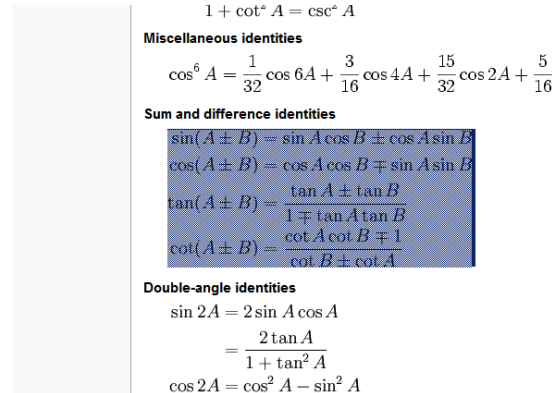 1 + cot² A = csc² A
Miscellaneous identities
cos⁶ A = 1/32 cos 6A + 3/16 cos 4A + 15/32 cos 2A + 5/16
Sum and difference identities
sin(A ± B) = sin A cos B ± cos A sin B
cos(A ± B) = cos A cos B ∓ sin A sin B
tan(A ± B) = (tan A ± tan B)/(1 ∓ tan A tan B)
cot(A ± B) = (cot A cot B ∓ 1)/(cot B ± cot A)
Double-angle identities
sin 2A = 2 sin A cos A
= (2 tan A)/(1 + tan² A)
cos 2A = cos² A − sin² A